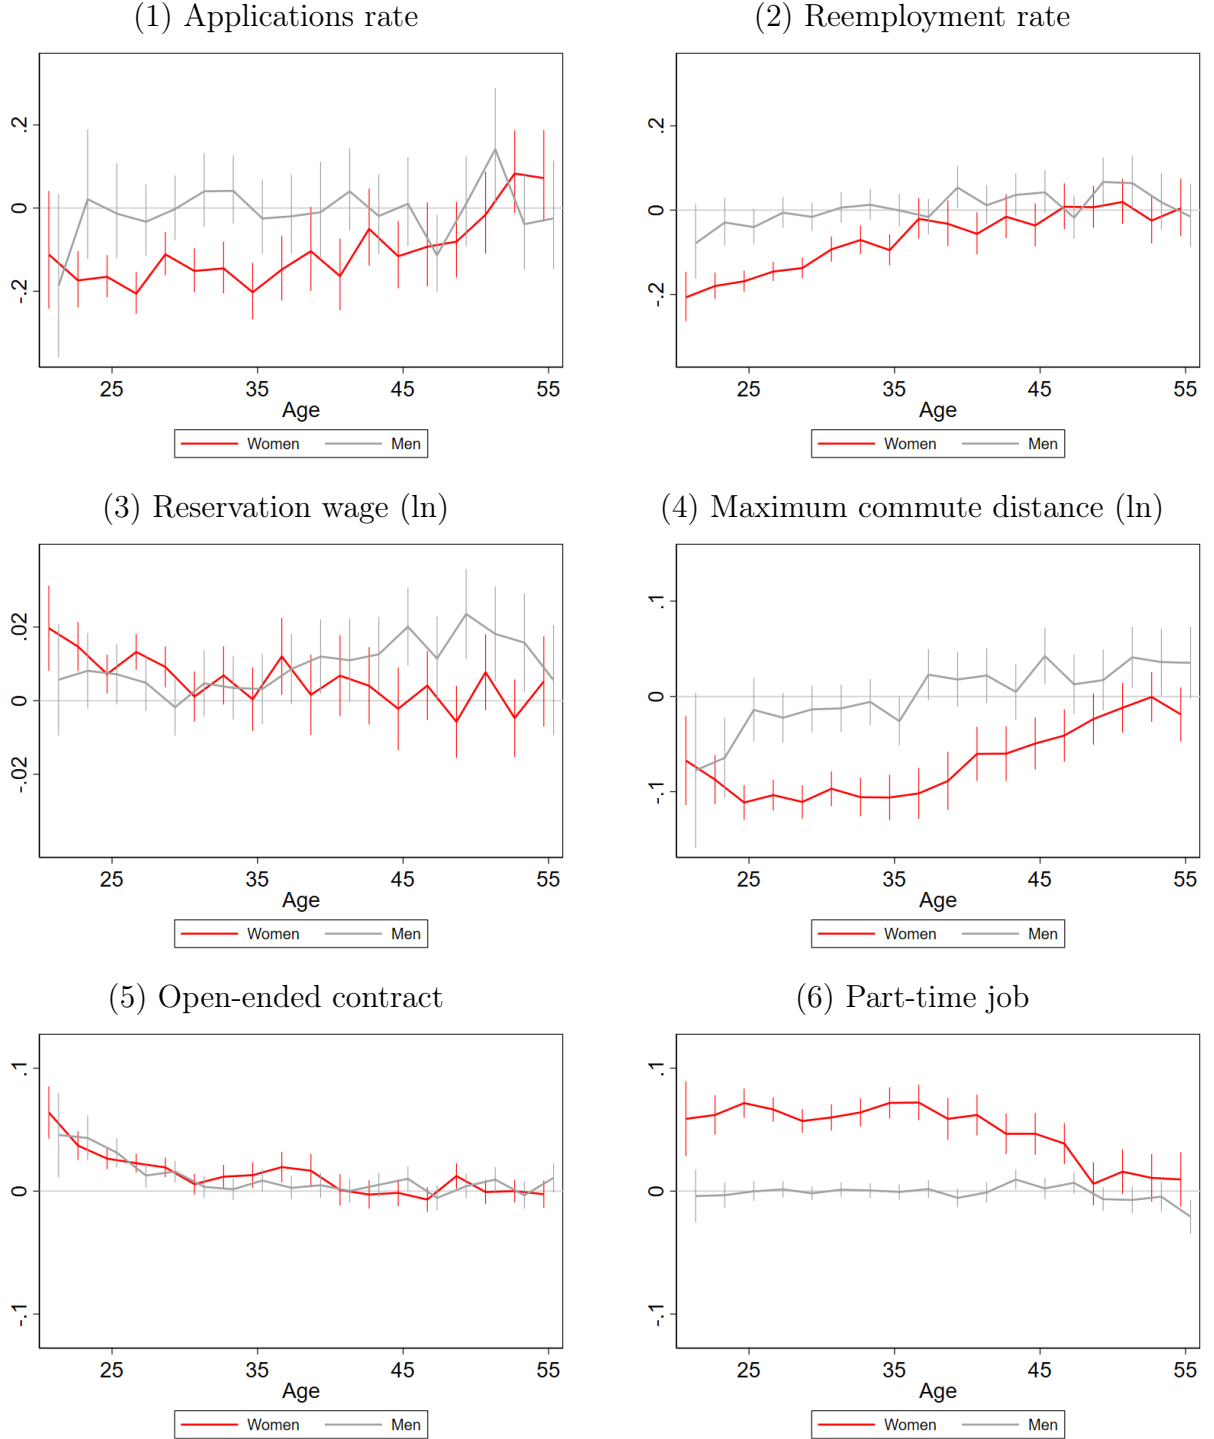 (1) Applications rate
.2
0
-.2
25 35 45 55
Age
Women Men
(2) Reemployment rate
.2
0
-.2
25 35 45 55
Age
Women Men
(3) Reservation wage (ln)
.02
0
-.02
25 35 45 55
Age
Women Men
(4) Maximum commute distance (ln)
.1
0
-.1
25 35 45 55
Age
Women Men
(5) Open-ended contract
.1
0
-.1
25 35 45 55
Age
Women Men
(6) Part-time job
.1
0
-.1
25 35 45 55
Age
Women Men